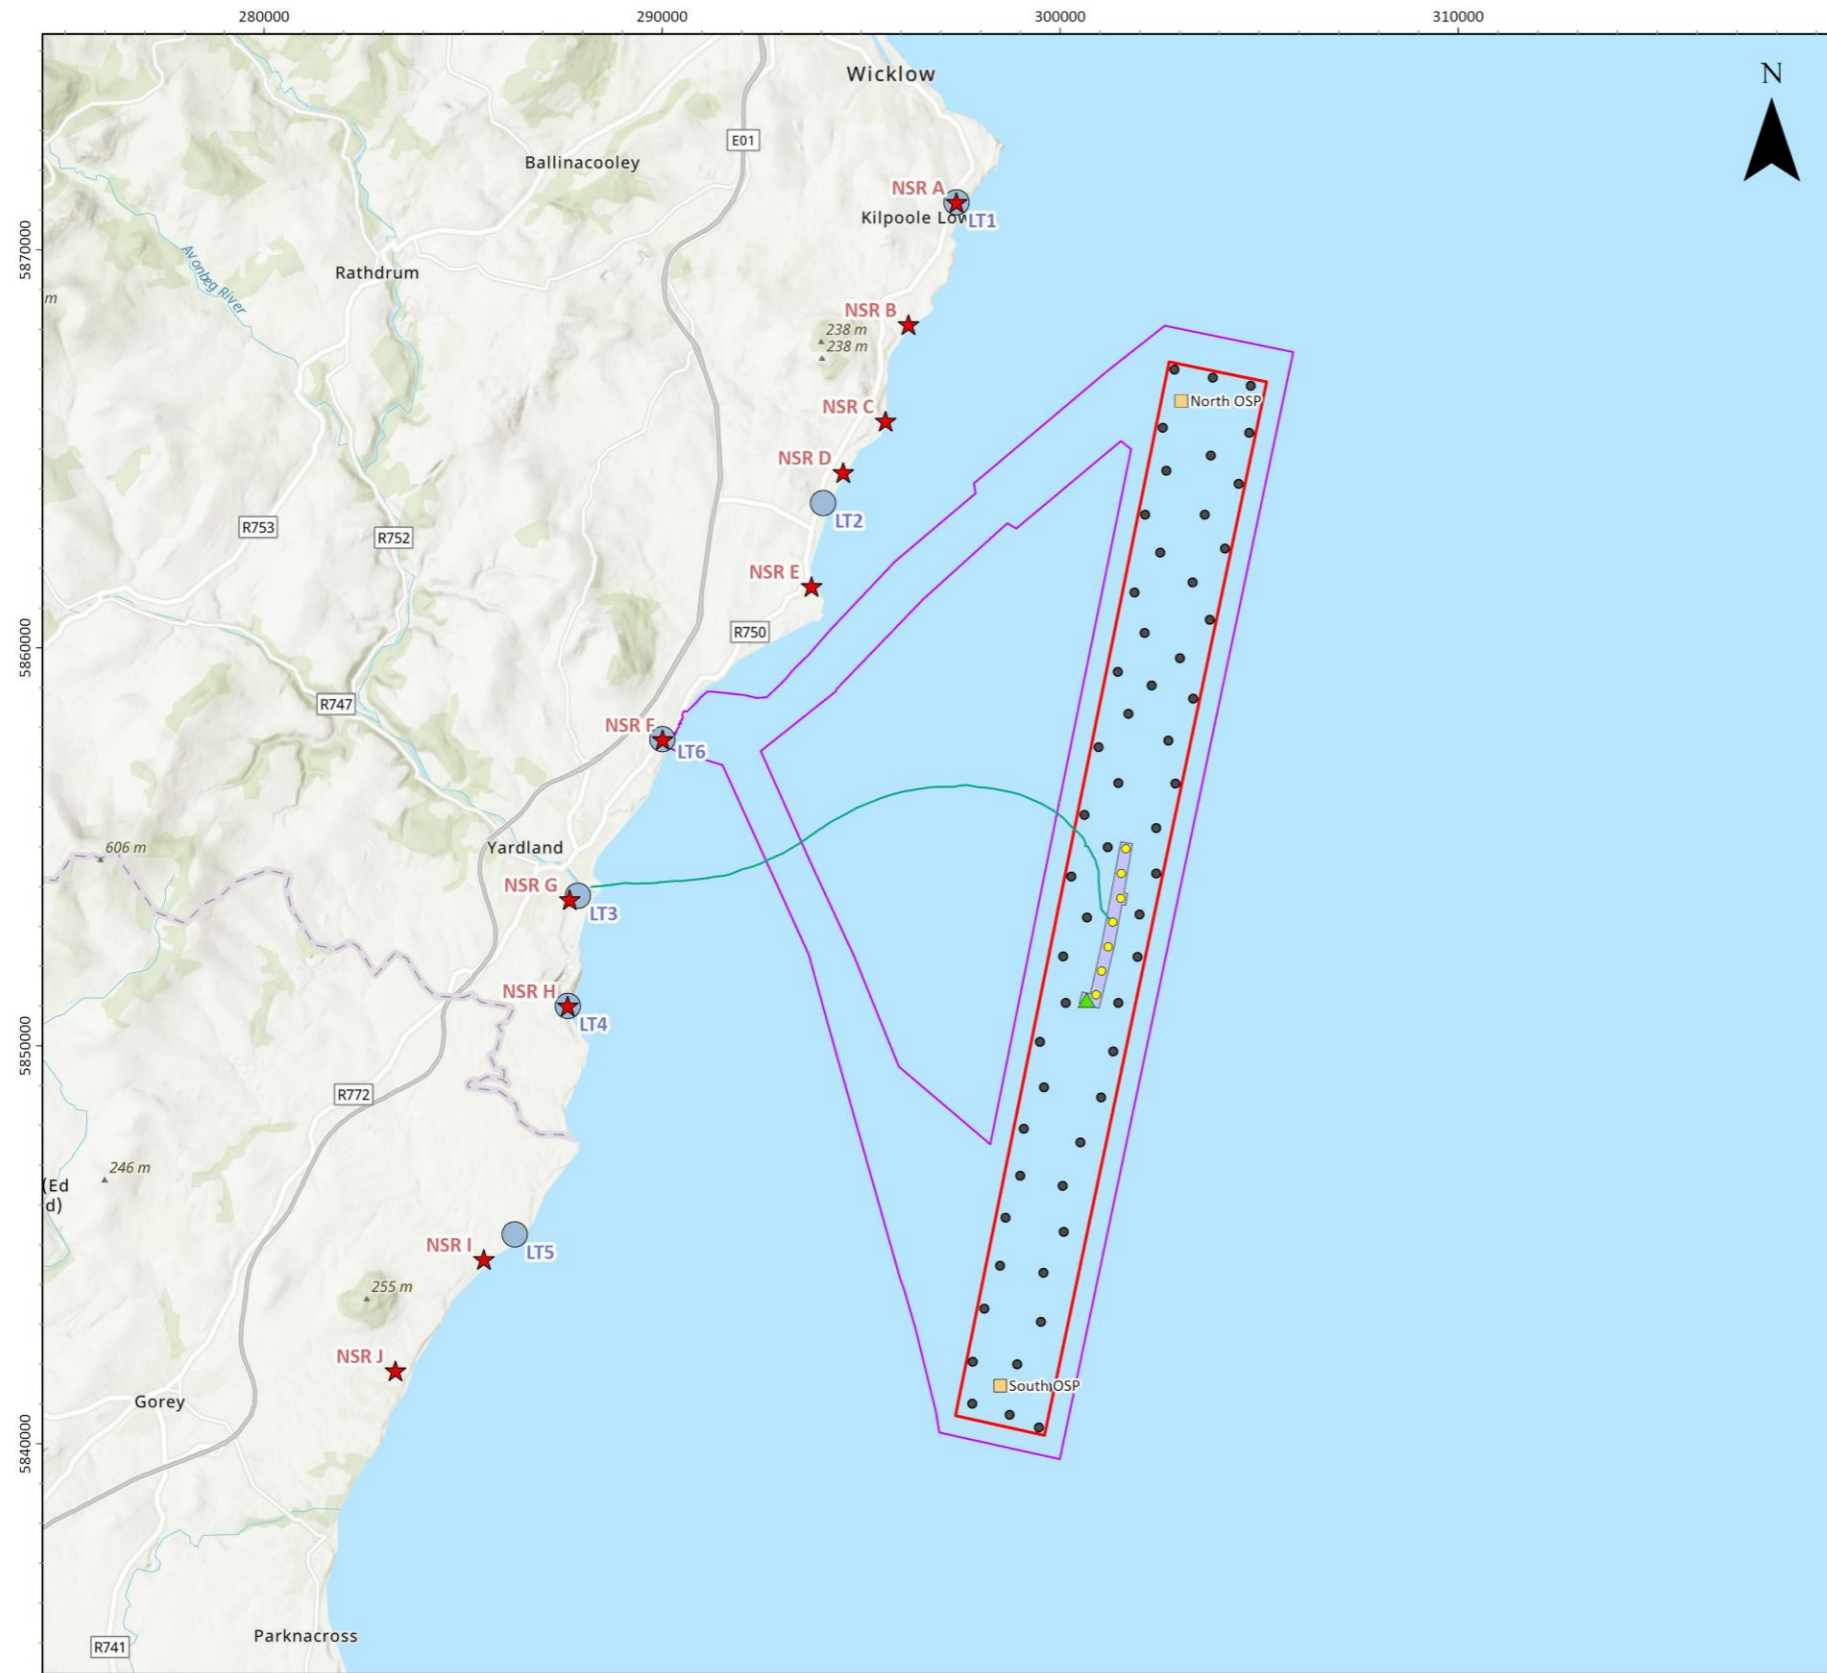 280000
290000
300000
310000
Wicklow
N
E01
Ballinacooley
NSR A
Kilpoole Low
LT1
5870000
Avonbeg River
Rathdrum
m
NSR B
238 m
238 m
North OSP
NSR C
NSR D
LT2
R753
R752
NSR E
R750
5860000
R747
NSR F
LT6
606 m
Yardland
NSR G
LT3
NSR H
LT4
5850000
R772
246 m
(Ed
d)
NSR I
LT5
255 m
NSR J
South OSP
Gorey
5840000
Parknacross
R741